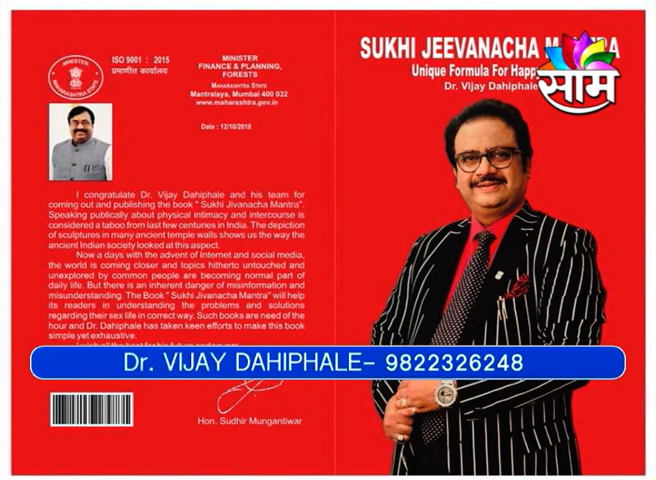 ISO 9001 : 2015
प्रमाणीत कार्यालय
MINISTER
FINANCE & PLANNING,
FORESTS
MAHARASHTRA STATE
Mantralaya, Mumbai 400 032
www.maharashtra.gov.in
Date : 12/10/2018
MINISTER
MAHARASHTRA STATE
I congratulate Dr. Vijay Dahiphale and his team for
coming out and publishing the book " Sukhi Jivanacha Mantra".
Speaking publically about physical intimacy and intercourse is
considered a taboo from last few centuries in India. The depiction
of sculptures in many ancient temple walls shows us the way the
ancient Indian society looked at this aspect.
Now a days with the advent of Internet and social media,
the world is coming closer and topics hitherto untouched and
unexplored by common people are becoming normal part of
daily life. But there is an inherent danger of misinformation and
misunderstanding. The Book " Sukhi Jivanacha Mantra" will help
its readers in understanding the problems and solutions
regarding their sex life in correct way. Such books are need of the
hour and Dr. Dahiphale has taken keen efforts to make this book
simple yet exhaustive.
Hon. Sudhir Mungantiwar
SUKHI JEEVANACHA
Unique Formula For
Dr. Vijay Dahiphale
साम
Dr. VIJAY DAHIPHALE- 9822326248